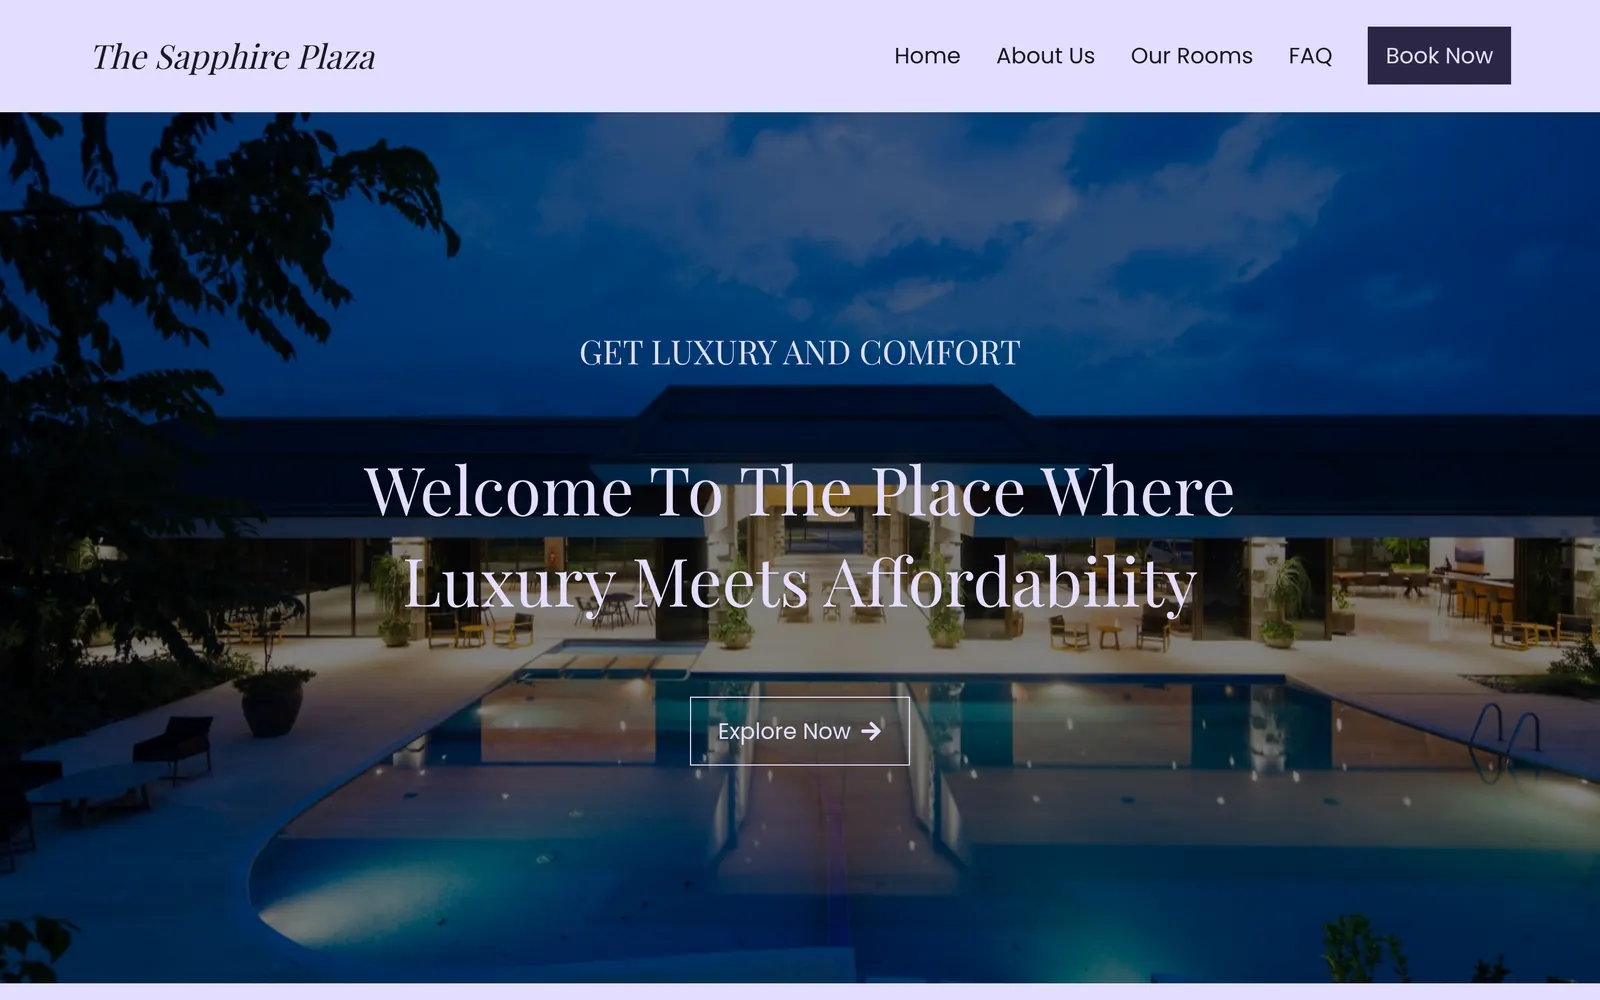 The Sapphire Plaza
Home
About Us
Our Rooms
FAQ
Book Now
GET LUXURY AND COMFORT
Welcome To The Place Where
Luxury Meets Affordability
Explore Now